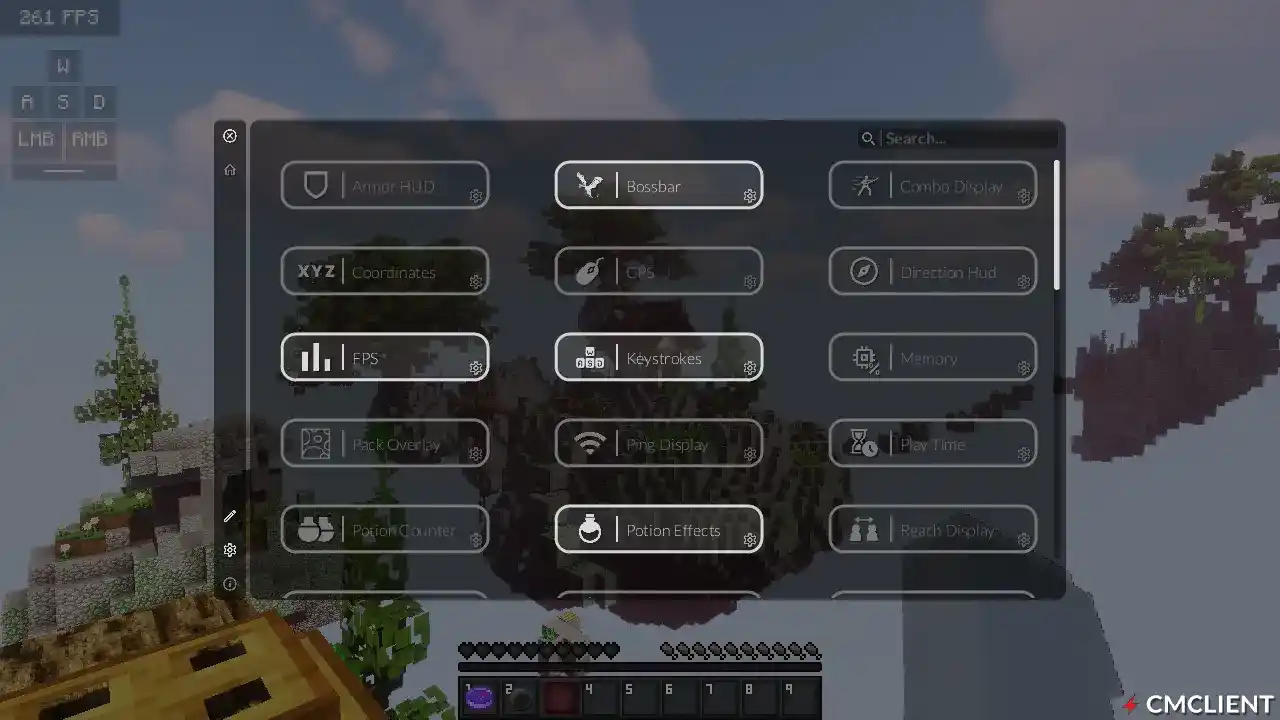 261 FPS
W
A S D
LMB RMB
Search...
Armor HUD
Bossbar
Combo Display
XYZ Coordinates
CPS
Direction Hud
FPS
W
A S D
Keystrokes
Memory
Pack Overlay
Ping Display
Play Time
Potion Counter
Potion Effects
Reach Display
1 2 4 5 6 7 8 9
CMCLIENT